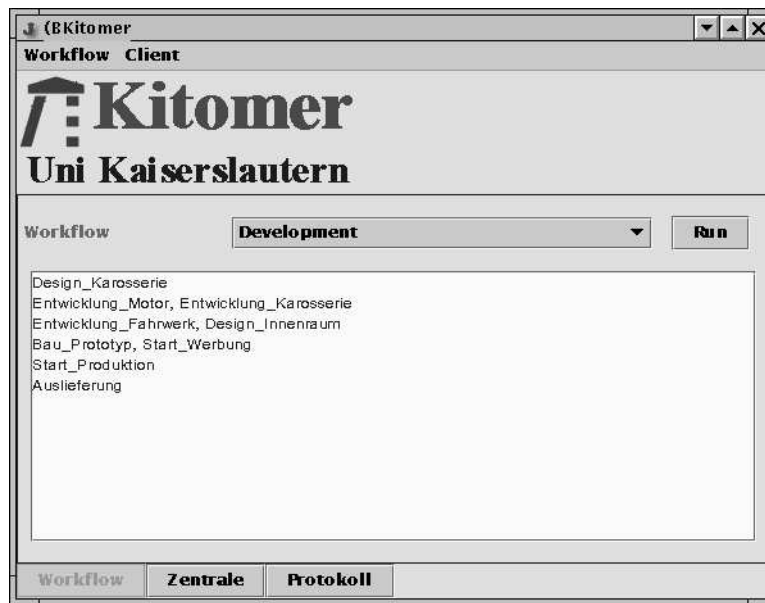 (BKitomer
Workflow Client
Kitomer
Uni Kaiserslautern
Workflow Development Run
Design_Karosserie
Entwicklung_Motor, Entwicklung_Karosserie
Entwicklung_Fahrwerk, Design_Innenraum
Bau_Prototyp, Start_Werbung
Start_Produktion
Auslieferung
Workflow Zentrale Protokoll